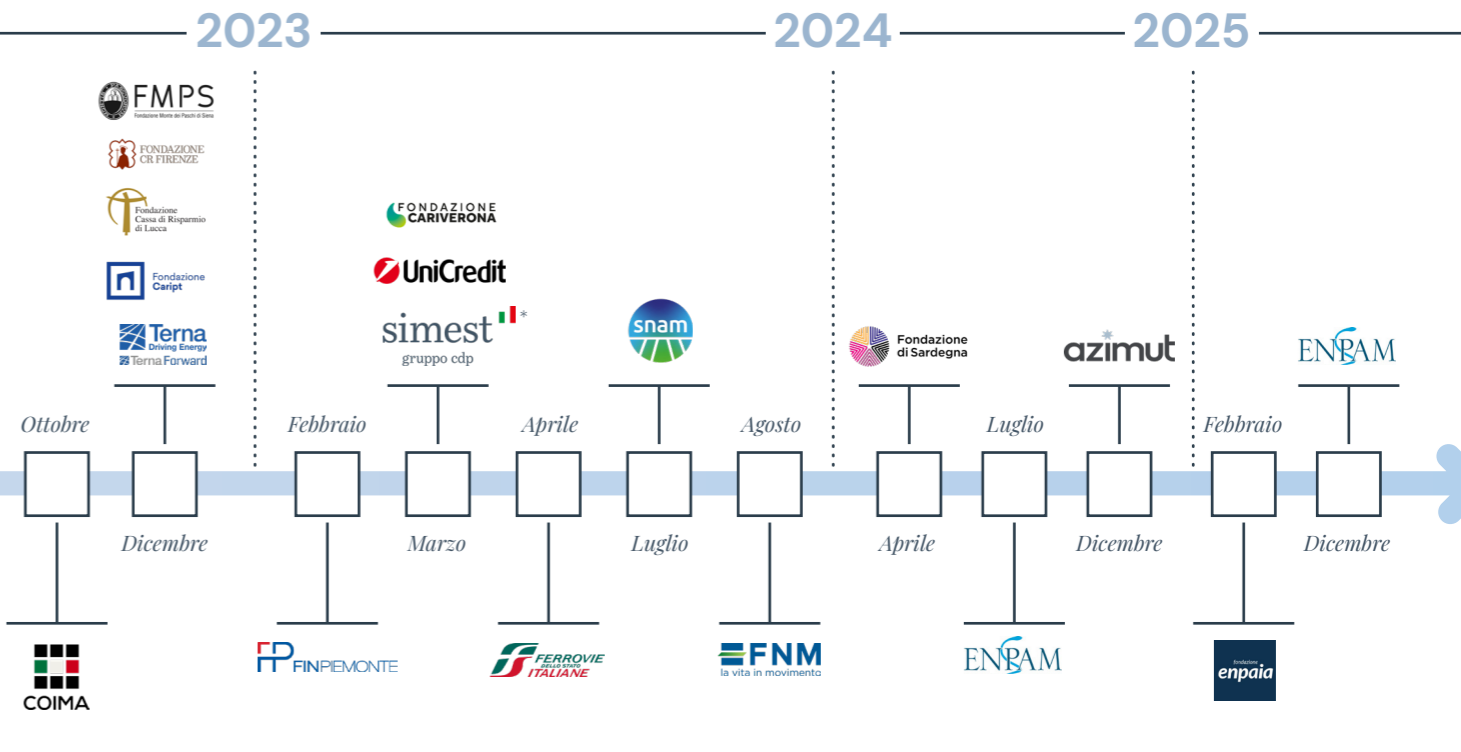 2023
2024
2025
FMPS
Fondazione Monte dei Paschi di Siena
FONDAZIONE
CR FIRENZE
Fondazione
Cassa di Risparmio
di Lucca
Fondazione
Caript
Terna
Driving Energy
Terna Forward
FONDAZIONE
CARIVERONA
UniCredit
simest*
gruppo cdp
snam
Fondazione
di Sardegna
azimut
ENPAM
Ottobre
Febbraio
Aprile
Agosto
Luglio
Febbraio
Dicembre
Marzo
Luglio
Aprile
Dicembre
Dicembre
COIMA
FP FINPIEMONTE
FERROVIE
DELLO STATO
ITALIANE
FNM
la vita in movimento
ENPAM
fondazione
enpaia